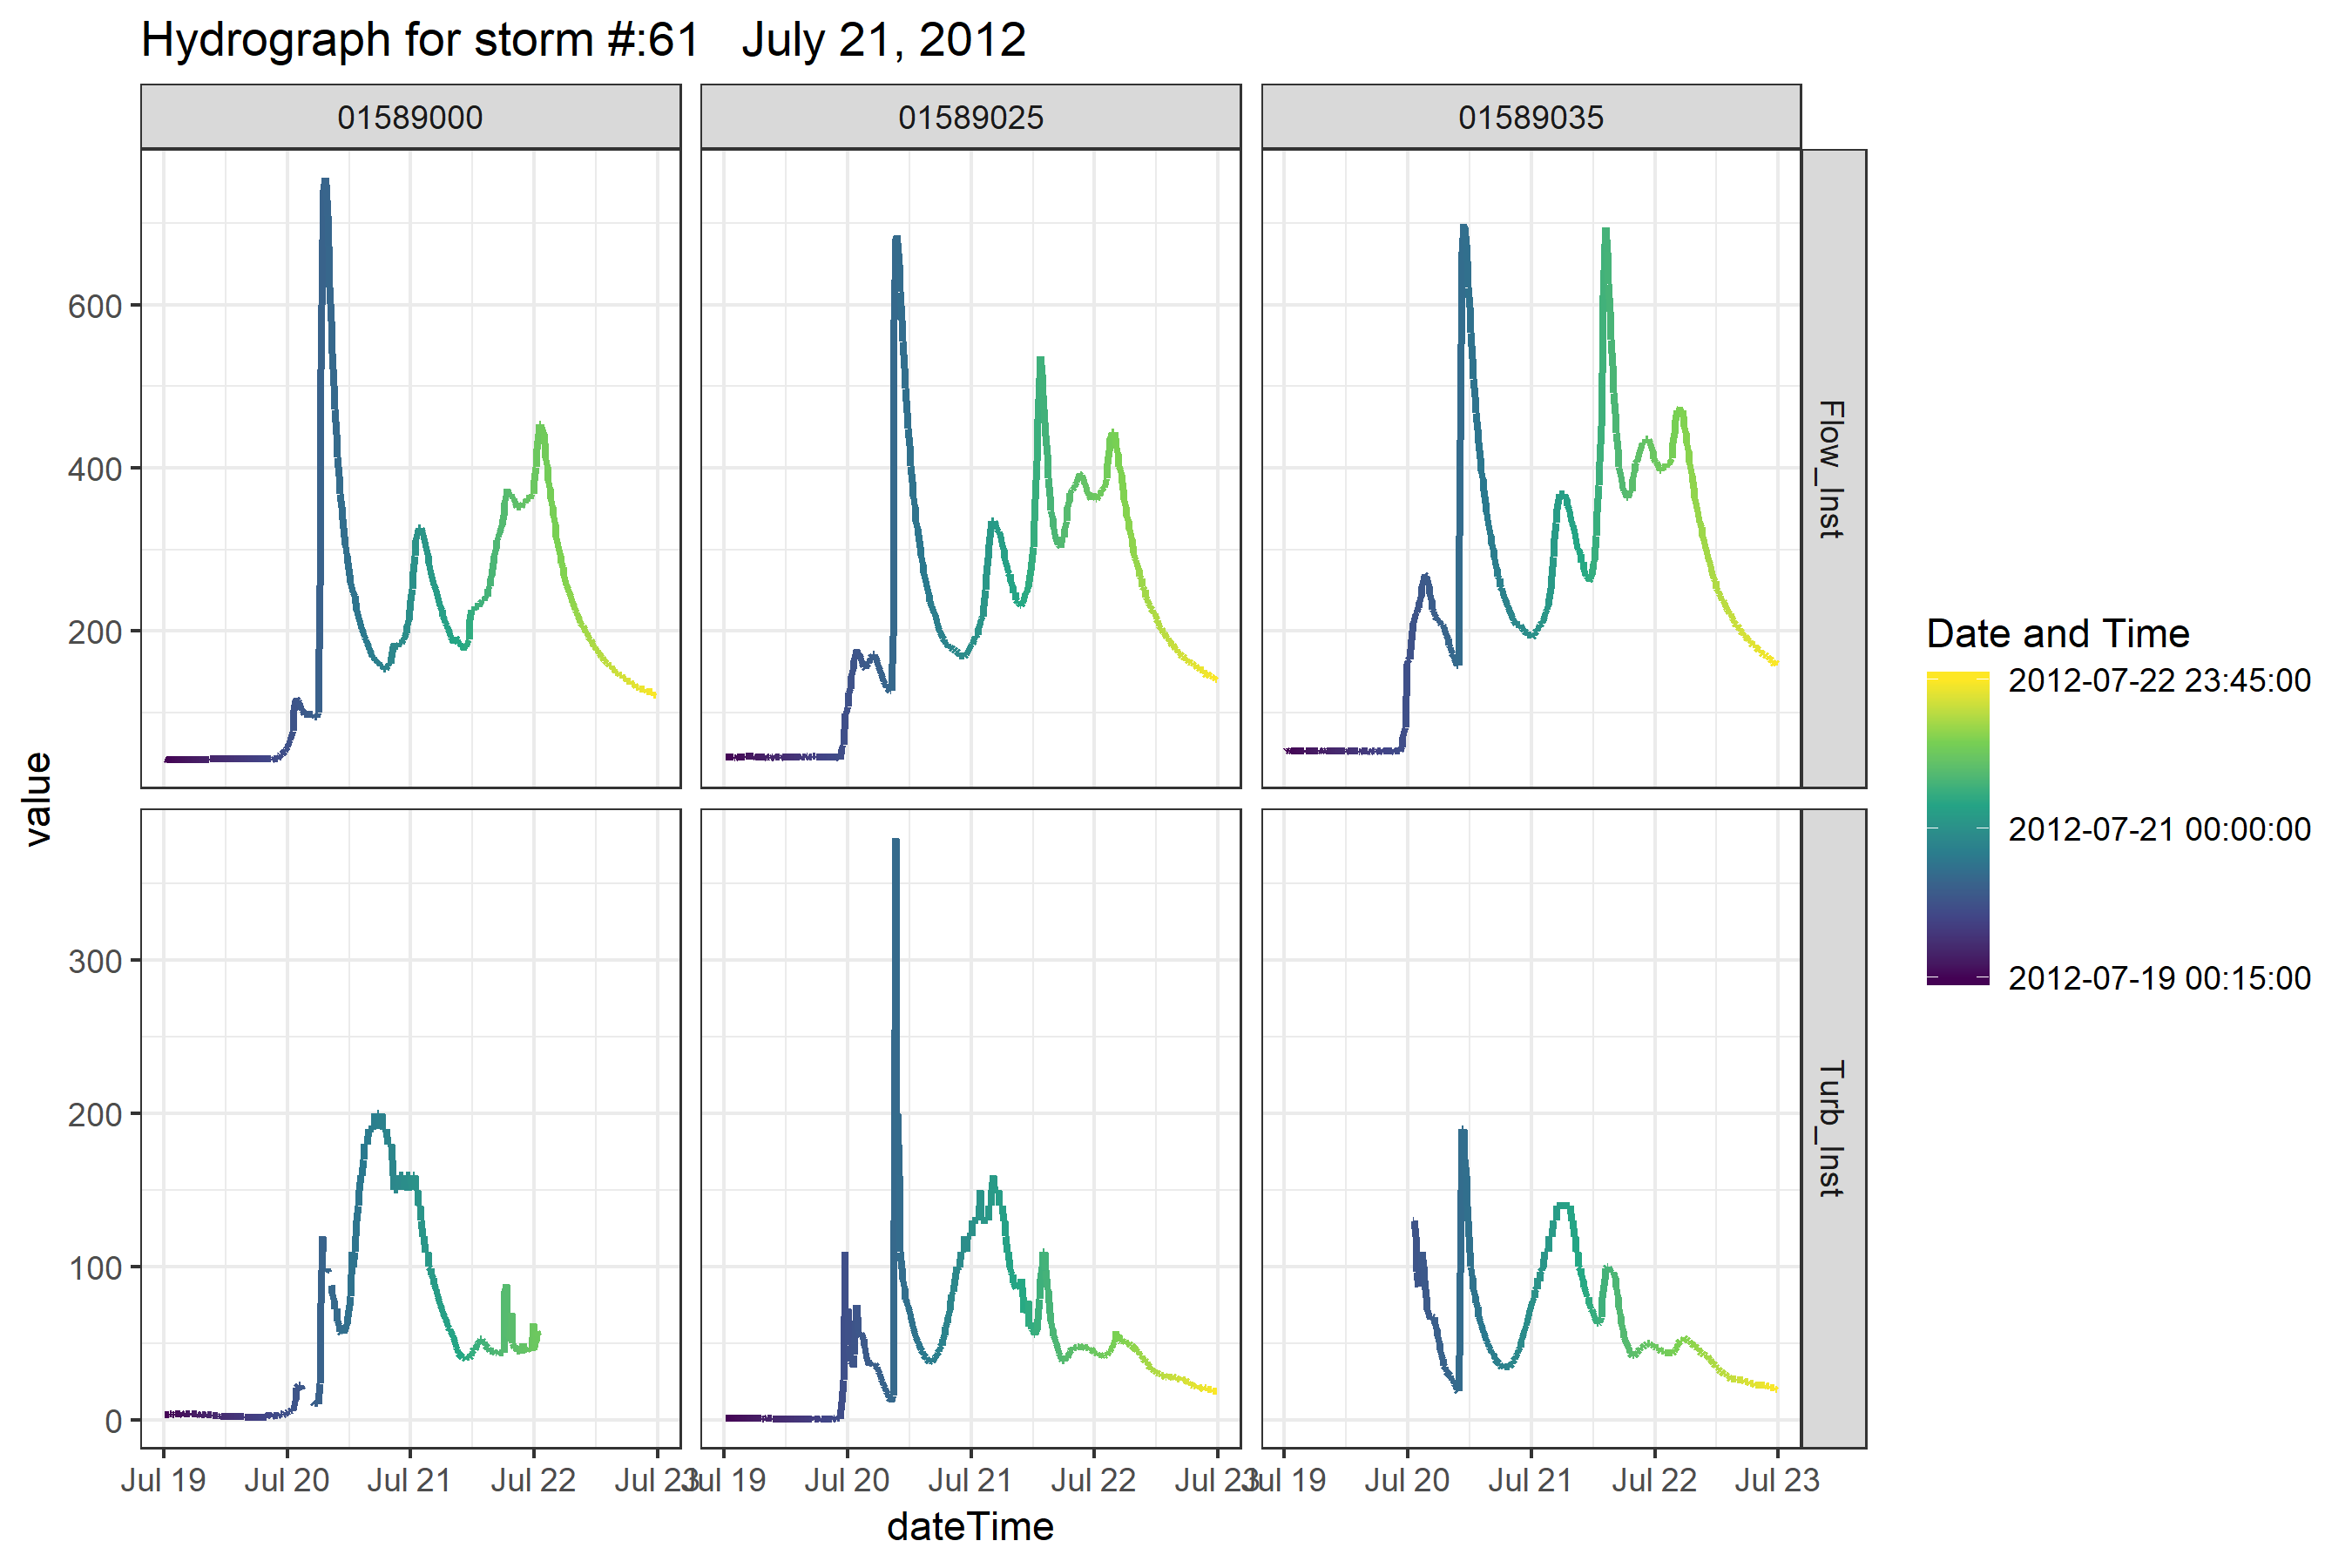 Hydrograph for storm #:61   July 21, 2012
01589000
01589025
01589035
600
400
200
Flow_Inst
300
200
100
0
Turb_Inst
value
Jul 19 Jul 20 Jul 21 Jul 22 Jul 23
Jul 19 Jul 20 Jul 21 Jul 22 Jul 23
Jul 19 Jul 20 Jul 21 Jul 22 Jul 23
dateTime
Date and Time
2012-07-22 23:45:00
2012-07-21 00:00:00
2012-07-19 00:15:00